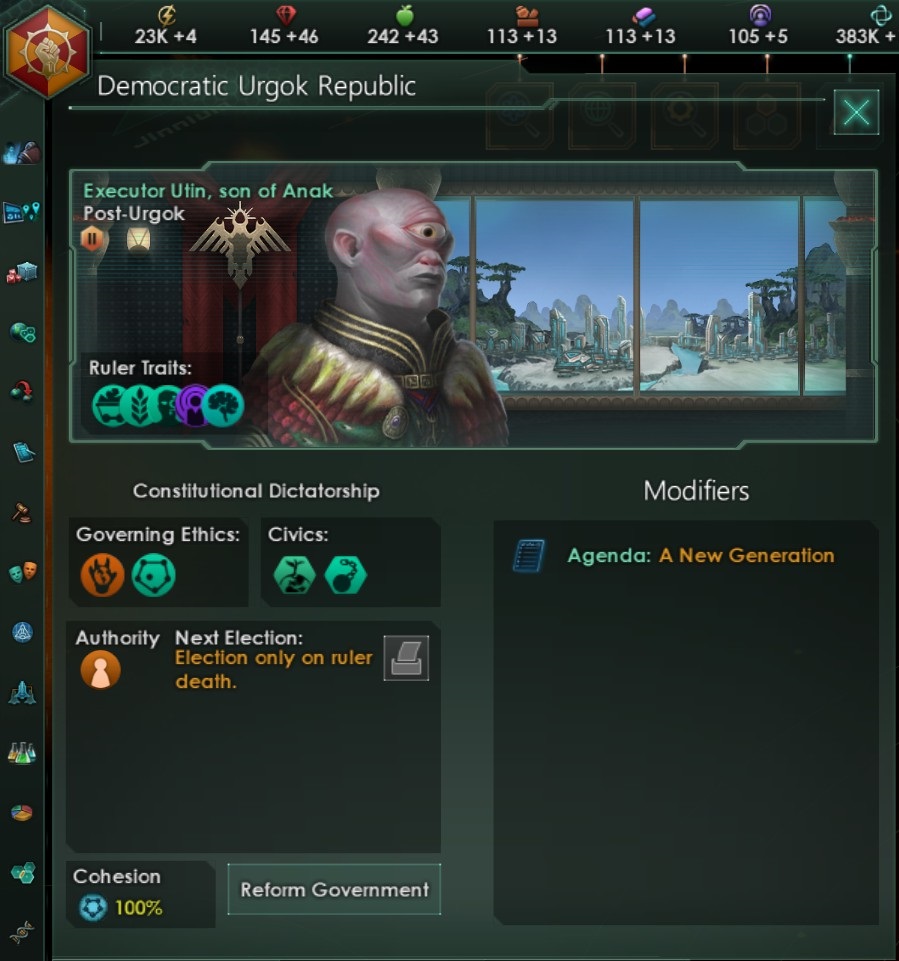 23K +4 145 +46 242 +43 113 +13 113 +13 105 +5 383K +
Democratic Urgok Republic
Executor Utin, son of Anak
Post-Urgok
Ruler Traits:
Constitutional Dictatorship
Modifiers
Governing Ethics: Civics:
Agenda: A New Generation
Authority Next Election:
Election only on ruler
death.
Cohesion
100%
Reform Government